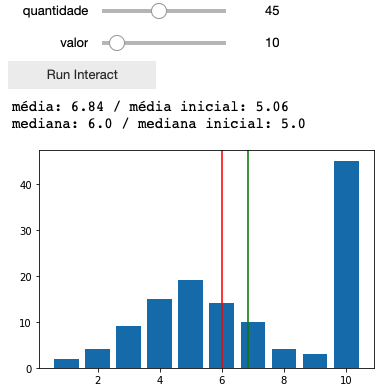 quantidade 45
valor 10
Run Interact
média: 6.84 / média inicial: 5.06
mediana: 6.0 / mediana inicial: 5.0
40
30
20
10
0
2 4 6 8 10